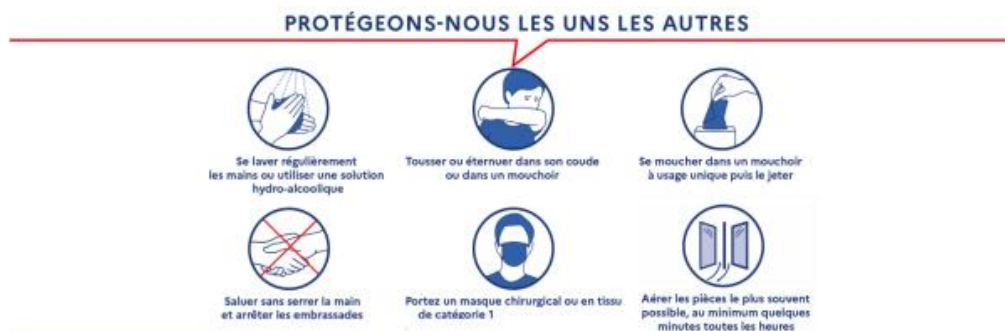 PROTÉGEONS-NOUS LES UNS LES AUTRES
Se laver régulièrement
les mains ou utiliser une solution
hydro-alcoolique
Tousser ou éternuer dans son coude
ou dans un mouchoir
Se moucher dans un mouchoir
à usage unique puis le jeter
Saluer sans serrer la main
et arrêter les embrassades
Portez un masque chirurgical ou en tissu
de catégorie 1
Aérer les pièces le plus souvent
possible, au minimum quelques
minutes toutes les heures